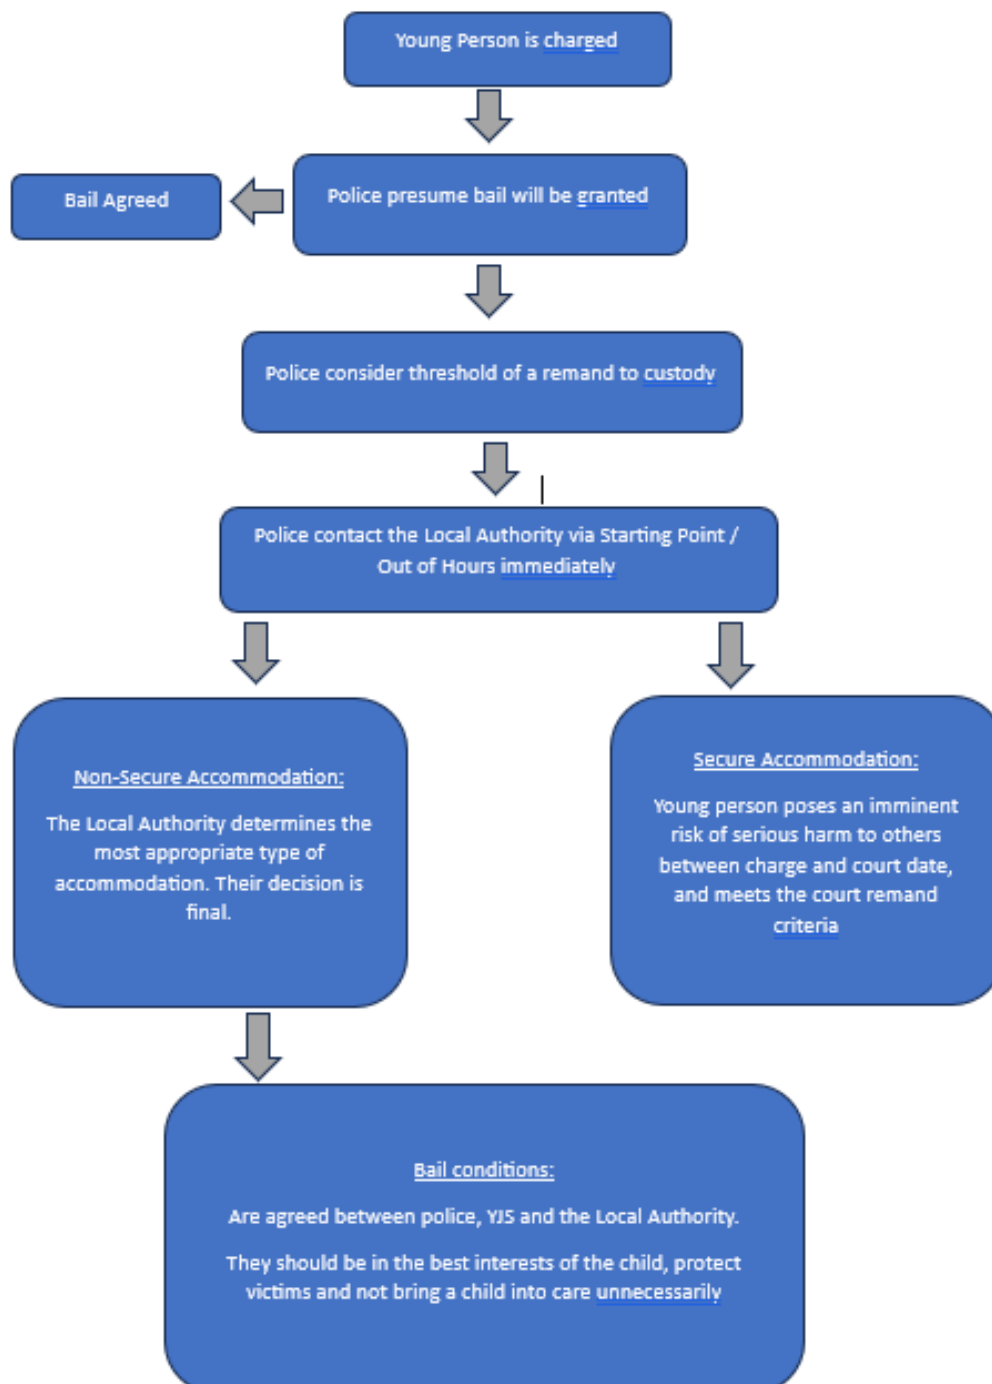 Young Person is charged
Police presume bail will be granted
Bail Agreed
Police consider threshold of a remand to custody
Police contact the Local Authority via Starting Point /
Out of Hours immediately
Non-Secure Accommodation:
The Local Authority determines the
most appropriate type of
accommodation. Their decision is
final.
Secure Accommodation:
Young person poses an imminent
risk of serious harm to others
between charge and court date,
and meets the court remand
criteria
Bail conditions:
Are agreed between police, YJS and the Local Authority.
They should be in the best interests of the child, protect
victims and not bring a child into care unnecessarily